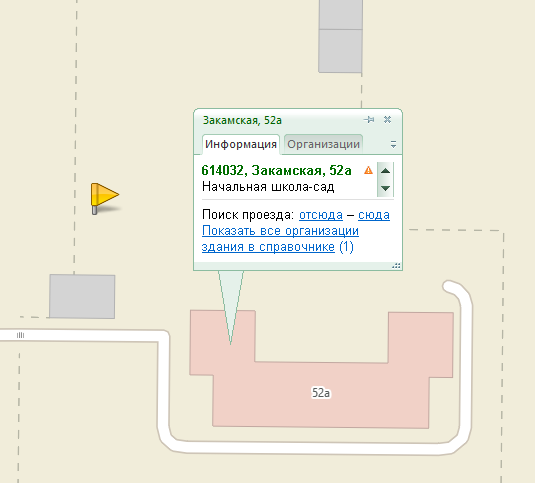 Закамская, 52а
Информация Организации
614032, Закамская, 52а
Начальная школа-сад
Поиск проезда: отсюда – сюда
Показать все организации
здания в справочнике (1)
52а